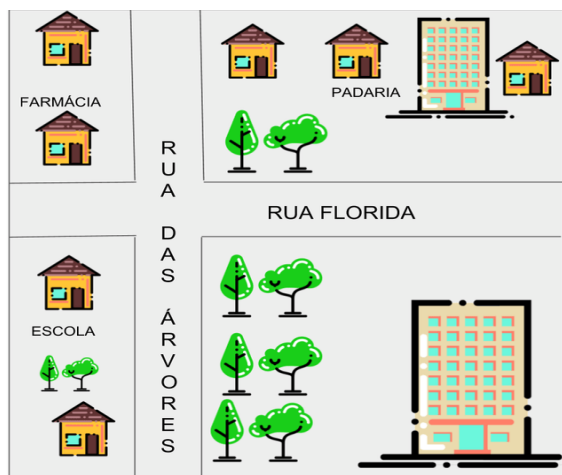 PADARIA
FARMÁCIA
RUA DAS ÁRVORES
RUA FLORIDA
ESCOLA